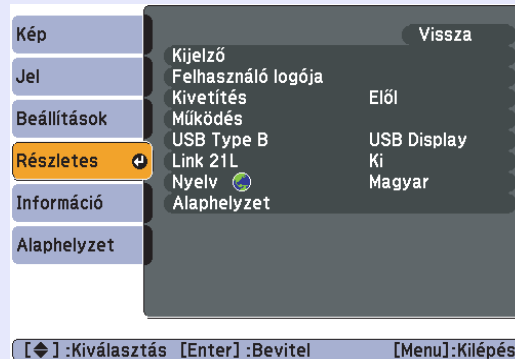 Kép
Jel
Beállítások
Részletes
Információ
Alaphelyzet
Vissza
Kijelző
Felhasználó logója
Kivetítés Elől
Működés
USB Type B USB Display
Link 21L Ki
Nyelv Magyar
Alaphelyzet
[◆] :Kiválasztás [Enter] :Bevitel [Menu]:Kilépés